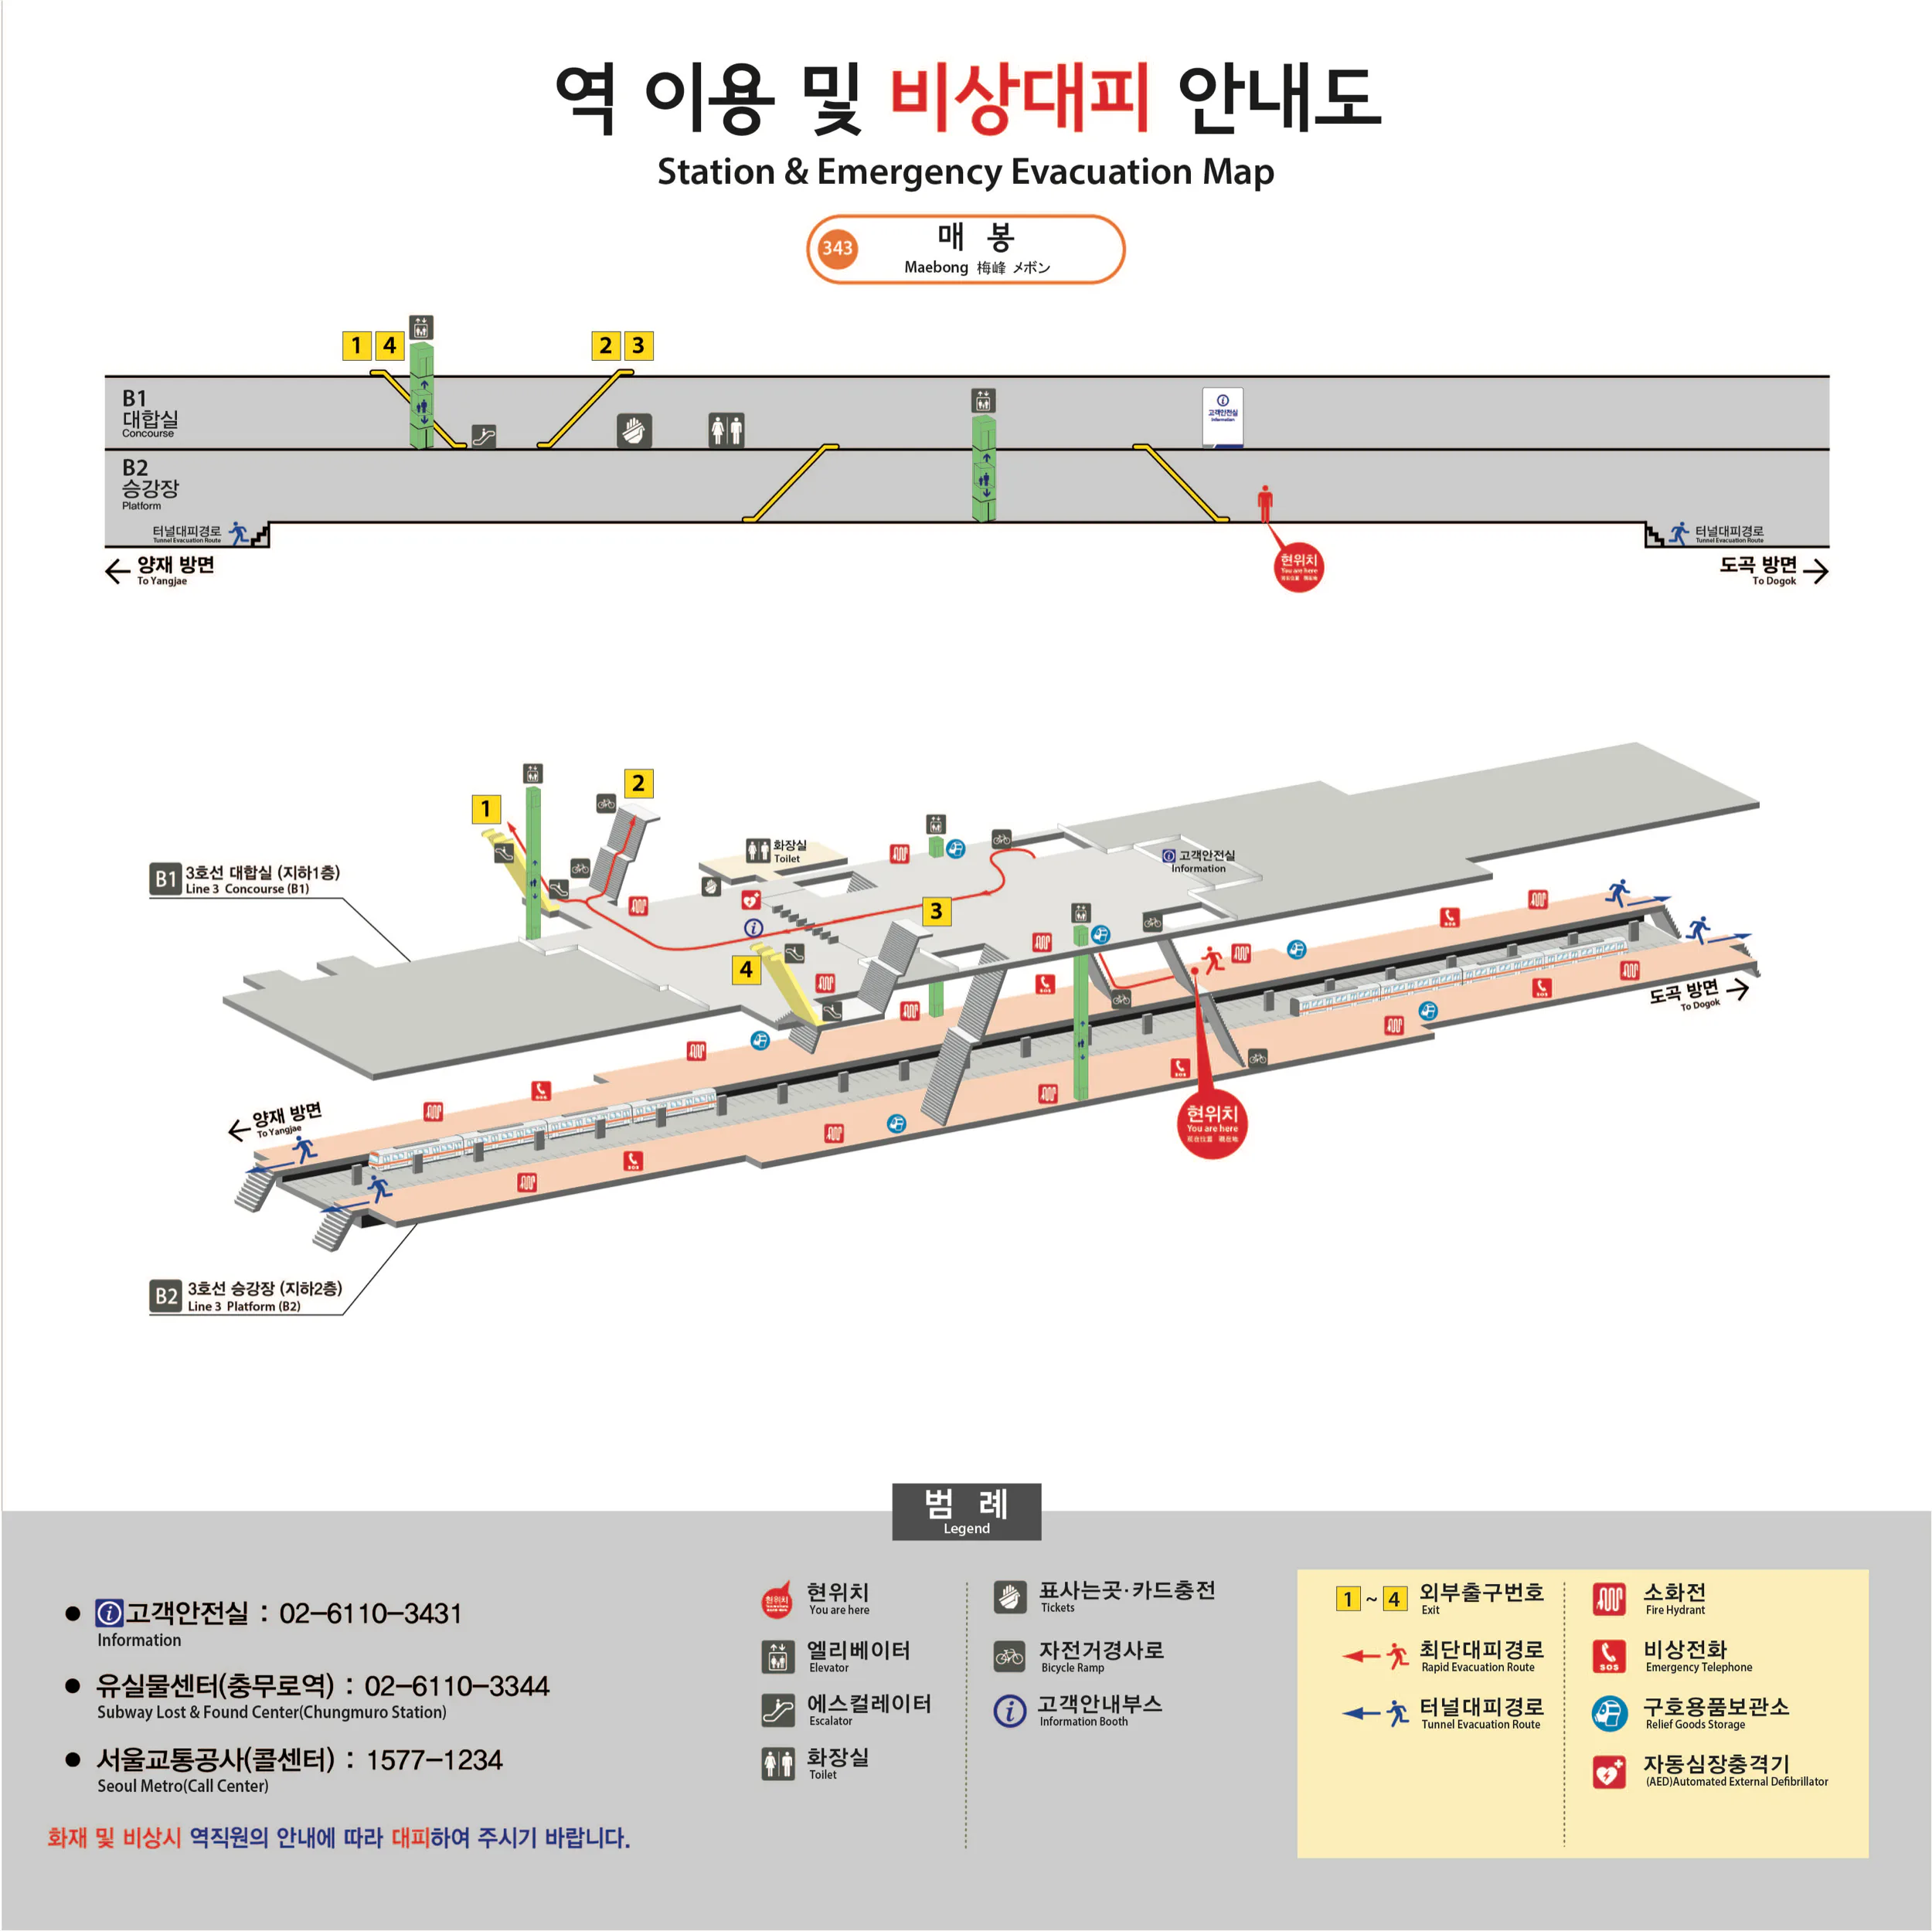 역 이용 및 비상대피 안내도
Station & Emergency Evacuation Map
343
매 봉
Maebong 梅峰 メボン
1 4
2 3
B1
대합실
Concourse
고객안전실
Information
B2
승강장
Platform
터널대피경로
Tunnel Evacuation Route
터널대피경로
Tunnel Evacuation Route
양재 방면
To Yangjae
현위치
You are here
도곡 방면
To Dogok
2
1
화장실
Toilet
고객안전실
Information
B1 3호선 대합실 (지하1층)
Line 3 Concourse (B1)
3
4
도곡 방면
To Dogok
양재 방면
To Yangjae
현위치
You are here
SOS
SOS
SOS
SOS
SOS
SOS
B2 3호선 승강장 (지하2층)
Line 3 Platform (B2)
범 례
Legend
고객안전실 : 02-6110-3431
Information
유실물센터(충무로역) : 02-6110-3344
Subway Lost & Found Center(Chungmuro Station)
서울교통공사(콜센터) : 1577-1234
Seoul Metro(Call Center)
화재 및 비상시 역직원의 안내에 따라 대피하여 주시기 바랍니다.
현위치
현위치
You are here
엘리베이터
Elevator
에스컬레이터
Escalator
화장실
Toilet
표사는곳·카드충전
Tickets
자전거경사로
Bicycle Ramp
고객안내부스
Information Booth
1 ~ 4 외부출구번호
Exit
최단대피경로
Rapid Evacuation Route
터널대피경로
Tunnel Evacuation Route
소화전
Fire Hydrant
SOS
비상전화
Emergency Telephone
구호용품보관소
Relief Goods Storage
자동심장충격기
(AED)Automated External Defibrillator